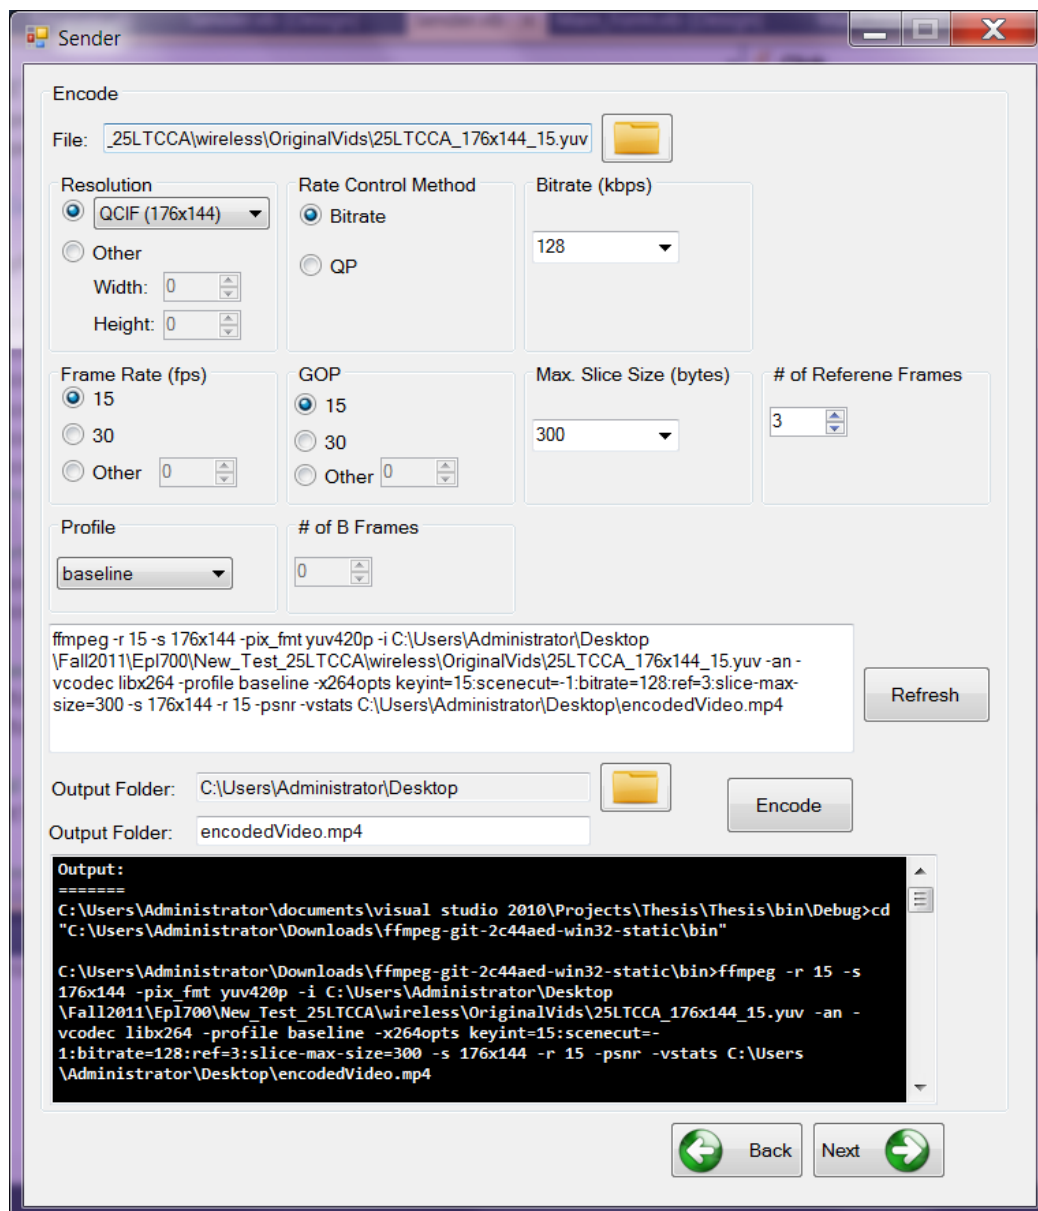 Sender
Encode
File: _25LTCCA\wireless\OriginalVids\25LTCCA_176x144_15.yuv
Resolution
QCIF (176x144)
Other
Width: 0
Height: 0
Rate Control Method
Bitrate
QP
Bitrate (kbps)
128
Frame Rate (fps)
15
30
Other 0
GOP
15
30
Other 0
Max. Slice Size (bytes)
300
# of Referene Frames
3
Profile
baseline
# of B Frames
0
ffmpeg -r 15 -s 176x144 -pix_fmt yuv420p -i C:\Users\Administrator\Desktop
\Fall2011\Epl700\New_Test_25LTCCA\wireless\OriginalVids\25LTCCA_176x144_15.yuv -an -
vcodec libx264 -profile baseline -x264opts keyint=15:scenecut=-1:bitrate=128:ref=3:slice-max-
size=300 -s 176x144 -r 15 -psnr -vstats C:\Users\Administrator\Desktop\encodedVideo.mp4
Refresh
Output Folder: C:\Users\Administrator\Desktop
Encode
Output Folder: encodedVideo.mp4
Output:
=======
C:\Users\Administrator\documents\visual studio 2010\Projects\Thesis\Thesis\bin\Debug>cd
"C:\Users\Administrator\Downloads\ffmpeg-git-2c44aed-win32-static\bin"
C:\Users\Administrator\Downloads\ffmpeg-git-2c44aed-win32-static\bin>ffmpeg -r 15 -s
176x144 -pix_fmt yuv420p -i C:\Users\Administrator\Desktop
\Fall2011\Epl700\New_Test_25LTCCA\wireless\OriginalVids\25LTCCA_176x144_15.yuv -an -
vcodec libx264 -profile baseline -x264opts keyint=15:scenecut=-
1:bitrate=128:ref=3:slice-max-size=300 -s 176x144 -r 15 -psnr -vstats C:\Users
\Administrator\Desktop\encodedVideo.mp4
Back
Next